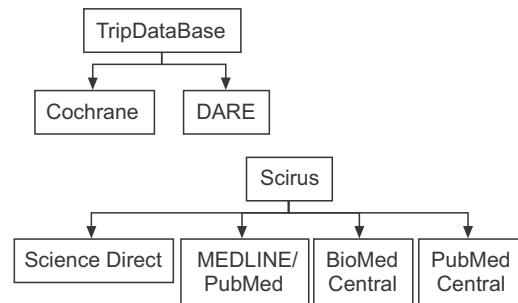 TripDataBase
Cochrane
DARE
Scirus
Science Direct
MEDLINE/
PubMed
BioMed
Central
PubMed
Central